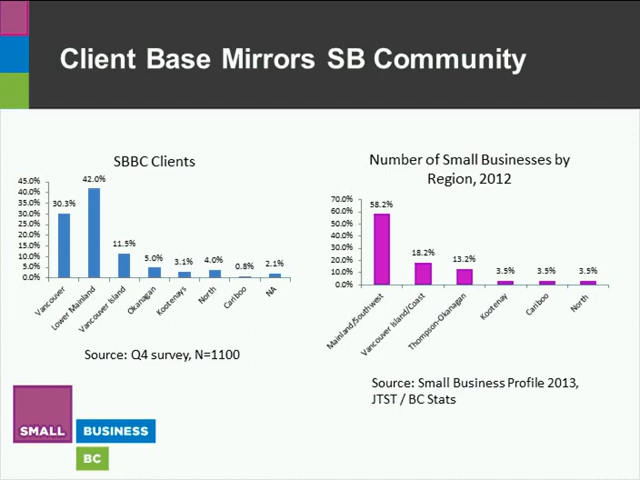 Client Base Mirrors SB Community
SBBC Clients
45.0%
40.0%
35.0%
30.0%
25.0%
20.0%
15.0%
10.0%
5.0%
0.0%
30.3%
42.0%
11.5%
5.0%
3.1%
4.0%
0.8%
2.1%
Vancouver
Lower Mainland
Vancouver Island
Okanagan
Kootenays
North
Cariboo
NA
Source: Q4 survey, N=1100
Number of Small Businesses by
Region, 2012
70.0%
60.0%
50.0%
40.0%
30.0%
20.0%
10.0%
0.0%
58.2%
18.2%
13.2%
3.5%
3.5%
3.5%
Mainland/Southwest
Vancouver Island/Coast
Thompson-Okanagan
Kootenay
Cariboo
North
Source: Small Business Profile 2013,
JTST / BC Stats
SMALL
BUSINESS
BC